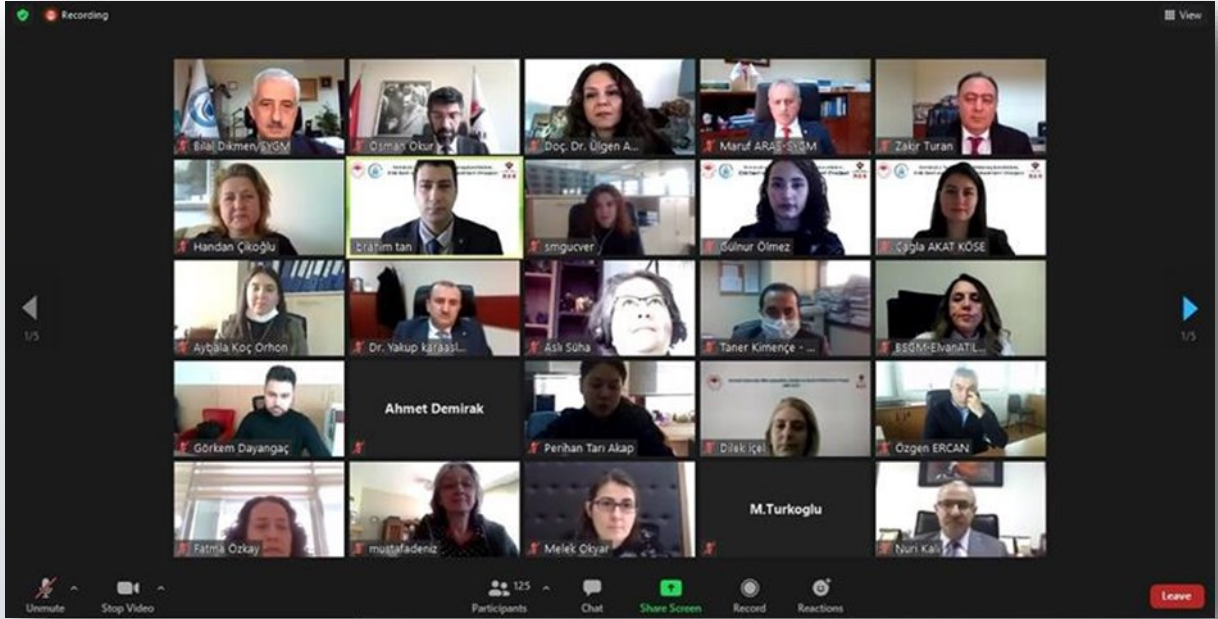 Recording
View
Bilal Dikmen/SYGM
Osman Okur
Doç. Dr. Ülgen A...
Maruf ARAS-SYGM
Zakir Turan
Handan Çikoğlu
ibrahim tan
smgucver
Gülnur Ölmez
Çağla AKAT KÖSE
1/5
1/5
Aybala Koç Orhon
Dr. Yakup karaasl...
Aslı Süha
Taner Kimençe - ...
BSGM-ElvanATIL...
Görkem Dayangaç
Ahmet Demirak
Perihan Tarı Akap
Dilek içel
Özgen ERCAN
Fatma Özkay
mustafadeniz
Melek Okyar
M.Turkoglu
Nuri Kali
125
Unmute
Stop Video
Participants
Chat
Share Screen
Record
Reactions
Leave